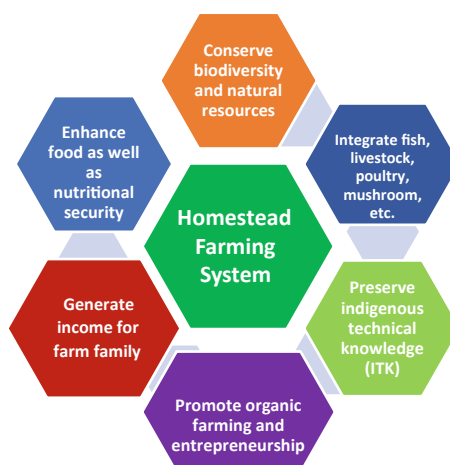 Conserve
biodiversity
and natural
resources
Enhance
food as well
as
nutritional
security
Integrate fish,
livestock,
poultry,
mushroom,
etc.
Homestead
Farming
System
Generate
income for
farm family
Preserve
indigenous
technical
knowledge
(ITK)
Promote organic
farming and
entrepreneurship